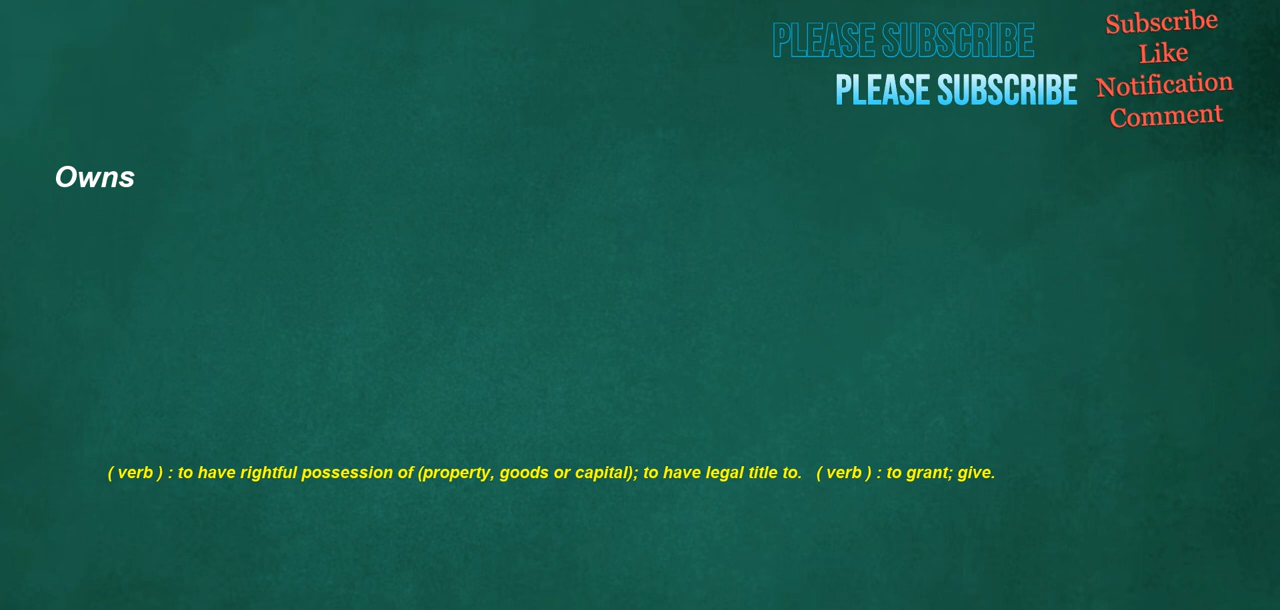 PLEASE SUBSCRIBE
PLEASE SUBSCRIBE
Subscribe
Like
Notification
Comment
Owns
( verb ) : to have rightful possession of (property, goods or capital); to have legal title to.   ( verb ) : to grant; give.